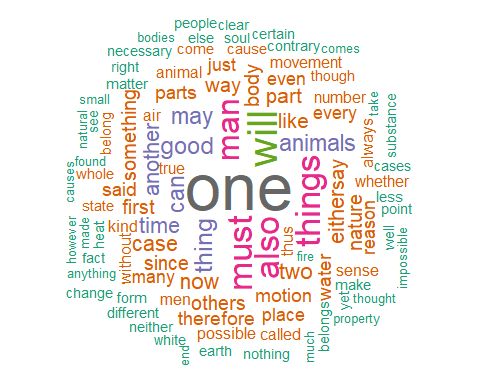 people clear
bodies else soul certain
necessary come cause contrary comes
right animal just movement
matter parts way body even though
small something air may man will like part number every take
natural see belong another good animals always substance
found true can one things either say cases
causes whole said thing must also nature whether
state first time reason less
however made heat kind case thus two water sense point
fact without since now fire well impossible
anything many others motion make
change form men therefore place belongs yet thought
different possible called property
neither white earth nothing much
end